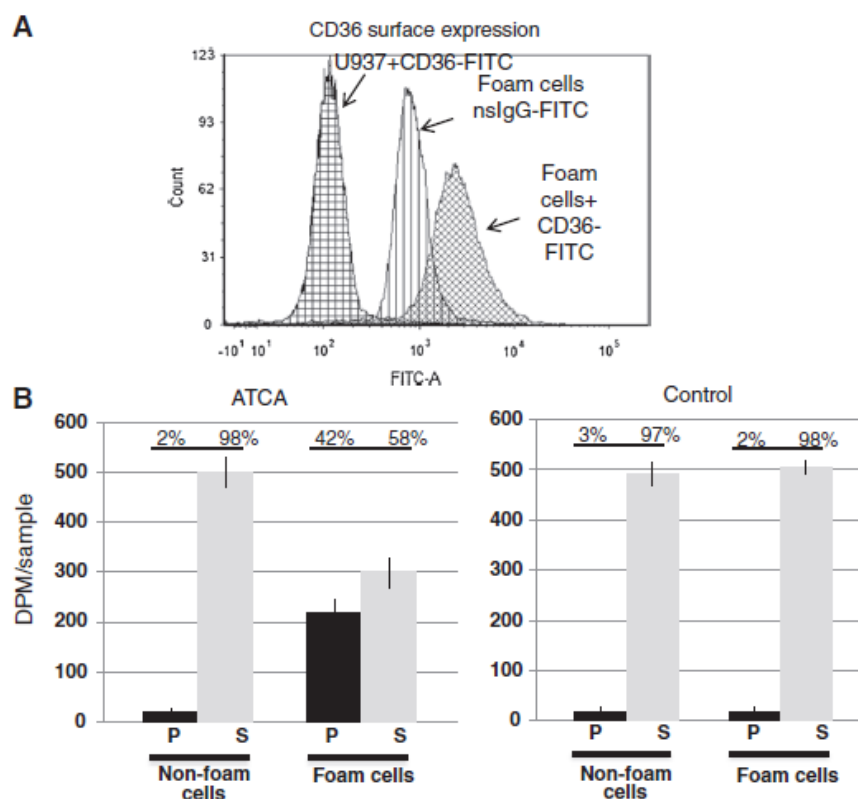 A
CD36 surface expression
U937+CD36-FITC
Foam cells
nsIgG-FITC
Foam
cells+
CD36-
FITC
Count
123
93
62
31
0
-10¹ 10¹ 10² 10³ 10⁴ 10⁵
FITC-A
B
ATCA
2% 98% 42% 58%
DPM/sample
600
500
400
300
200
100
0
P S P S
Non-foam
cells
Foam cells
Control
3% 97% 2% 98%
600
500
400
300
200
100
0
P S P S
Non-foam
cells
Foam cells